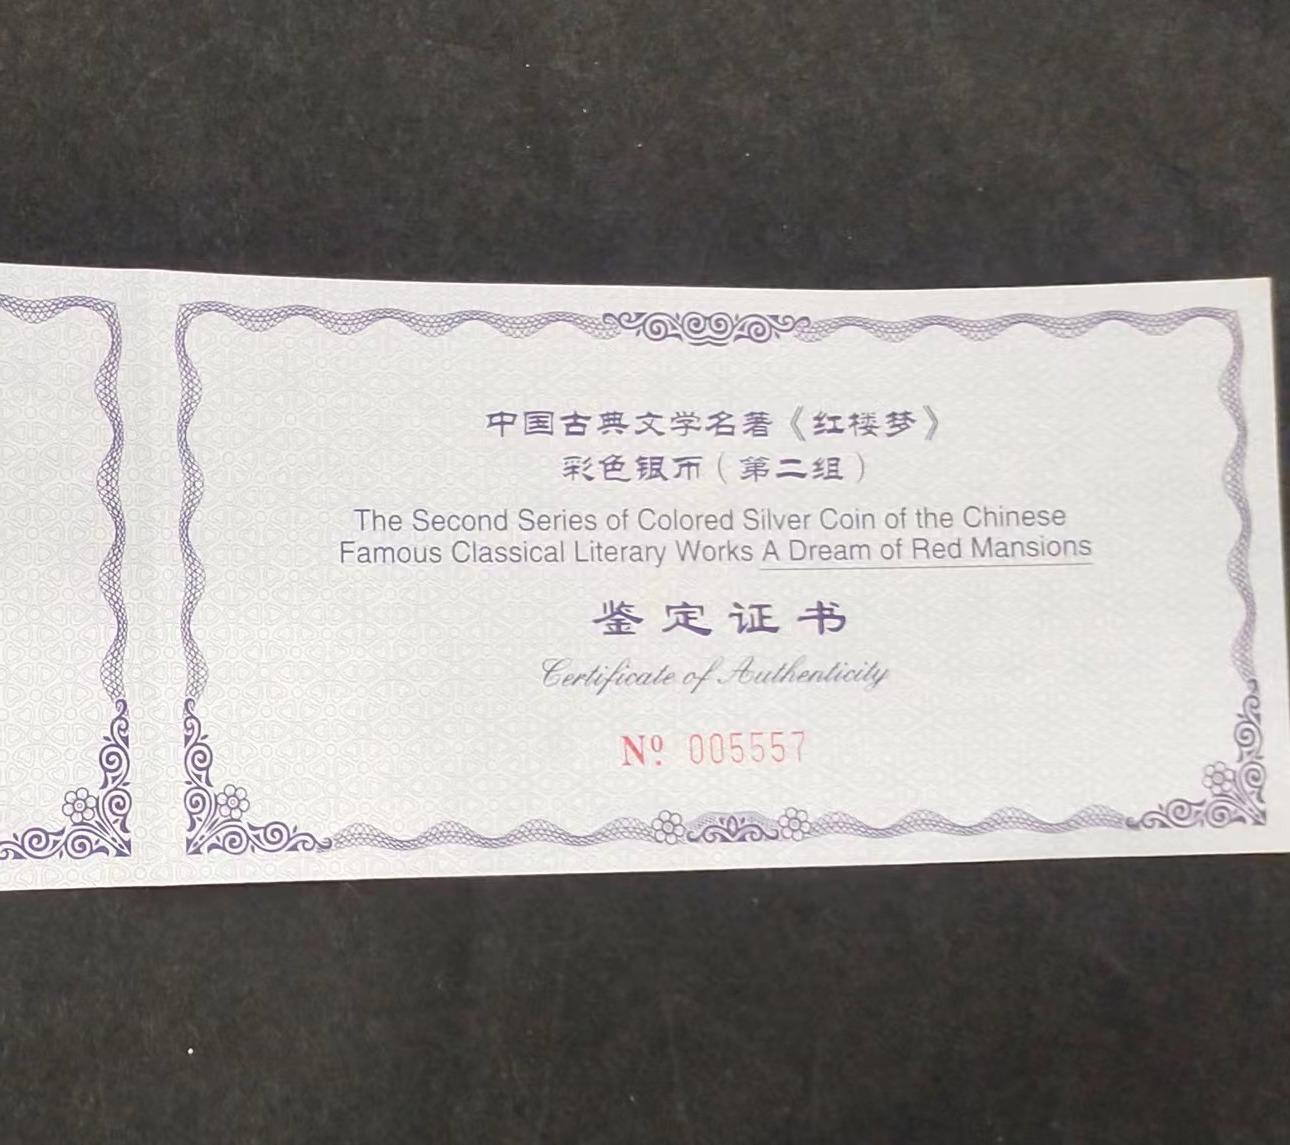 中国古典文学名著《红楼梦》
彩色银币（第二组）
The Second Series of Colored Silver Coin of the Chinese
Famous Classical Literary Works A Dream of Red Mansions
鉴定证书
Certificate of Authenticity
Nº 005557